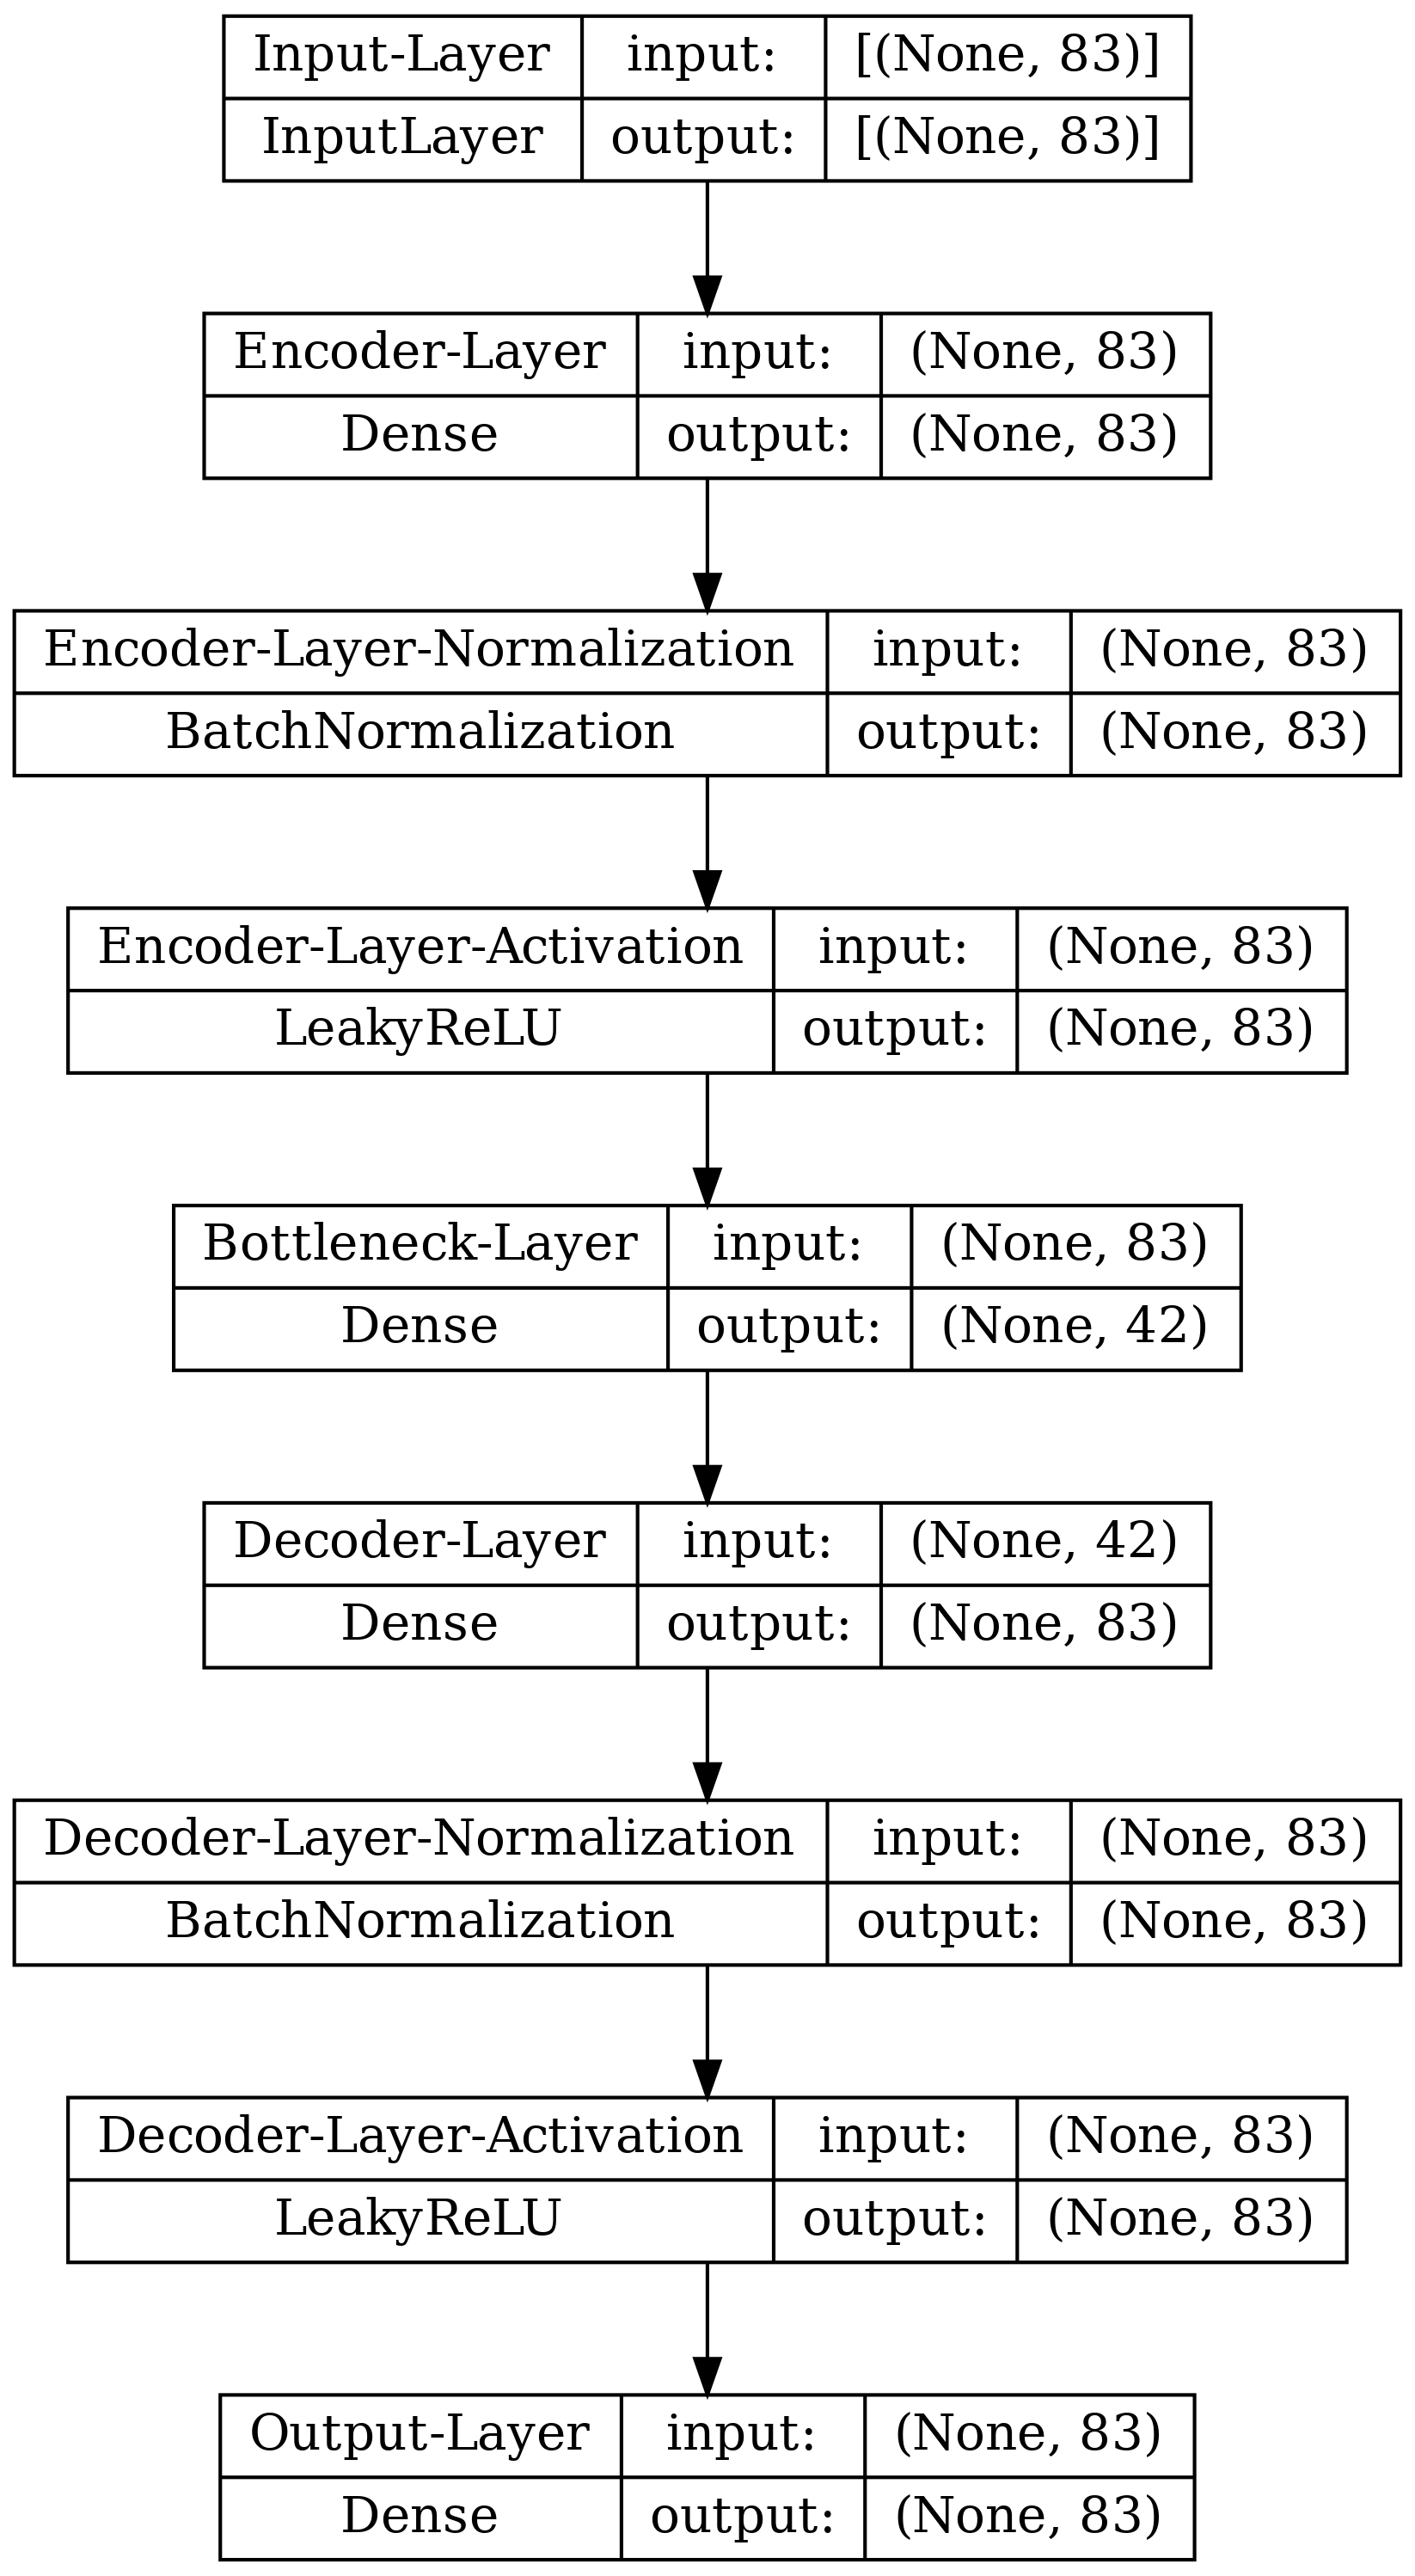 Input-Layer input: [(None, 83)]
InputLayer output: [(None, 83)]
Encoder-Layer input: (None, 83)
Dense output: (None, 83)
Encoder-Layer-Normalization input: (None, 83)
BatchNormalization output: (None, 83)
Encoder-Layer-Activation input: (None, 83)
LeakyReLU output: (None, 83)
Bottleneck-Layer input: (None, 83)
Dense output: (None, 42)
Decoder-Layer input: (None, 42)
Dense output: (None, 83)
Decoder-Layer-Normalization input: (None, 83)
BatchNormalization output: (None, 83)
Decoder-Layer-Activation input: (None, 83)
LeakyReLU output: (None, 83)
Output-Layer input: (None, 83)
Dense output: (None, 83)